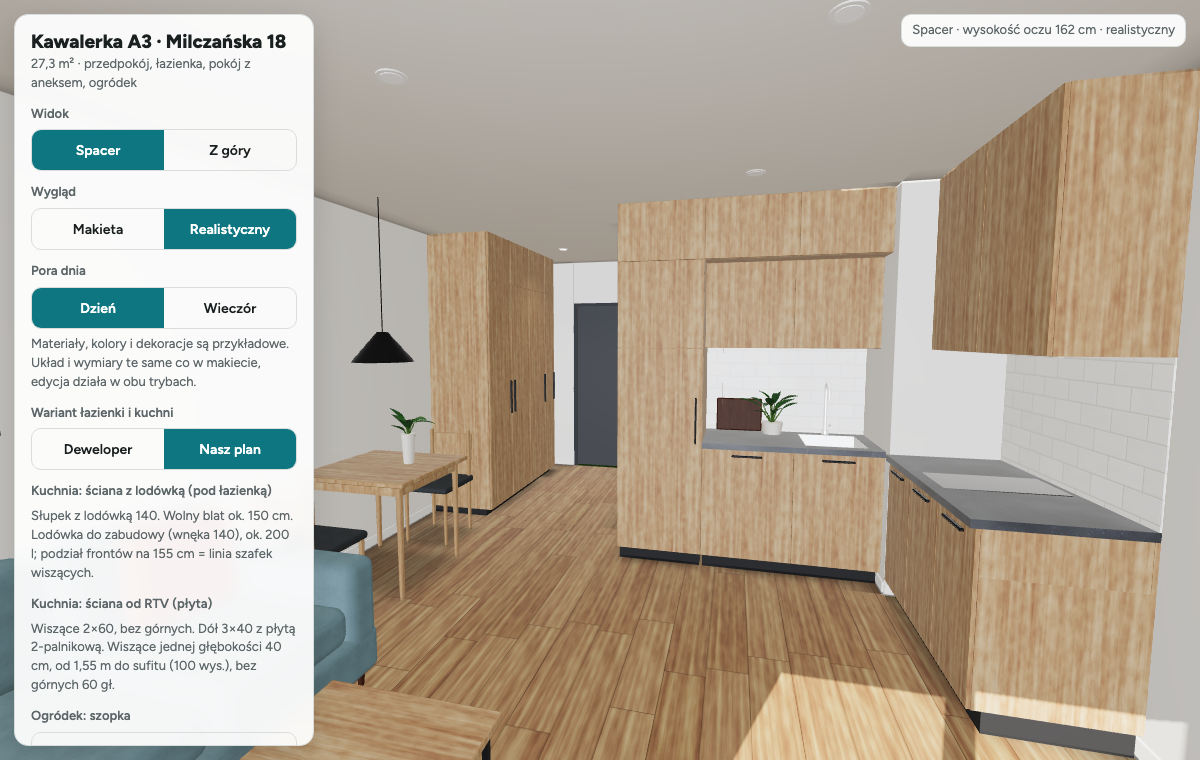 Kawalerka A3 · Milczańska 18
27,3 m² · przedpokój, łazienka, pokój z
aneksem, ogródek
Widok
Spacer
Z góry
Wygląd
Makieta
Realistyczny
Pora dnia
Dzień
Wieczór
Materiały, kolory i dekoracje są przykładowe.
Układ i wymiary te same co w makiecie,
edycja działa w obu trybach.
Wariant łazienki i kuchni
Deweloper
Nasz plan
Kuchnia: ściana z lodówką (pod łazienką)
Słupek z lodówką 140. Wolny blat ok. 150 cm.
Lodówka do zabudowy (wnęka 140), ok. 200
l; podział frontów na 155 cm = linia szafek
wiszących.
Kuchnia: ściana od RTV (płyta)
Wiszące 2×60, bez górnych. Dół 3×40 z płytą
2-palnikową. Wiszące jednej głębokości 40
cm, od 1,55 m do sufitu (100 wys.), bez
górnych 60 gł.
Ogródek: szopka
Spacer · wysokość oczu 162 cm · realistyczny